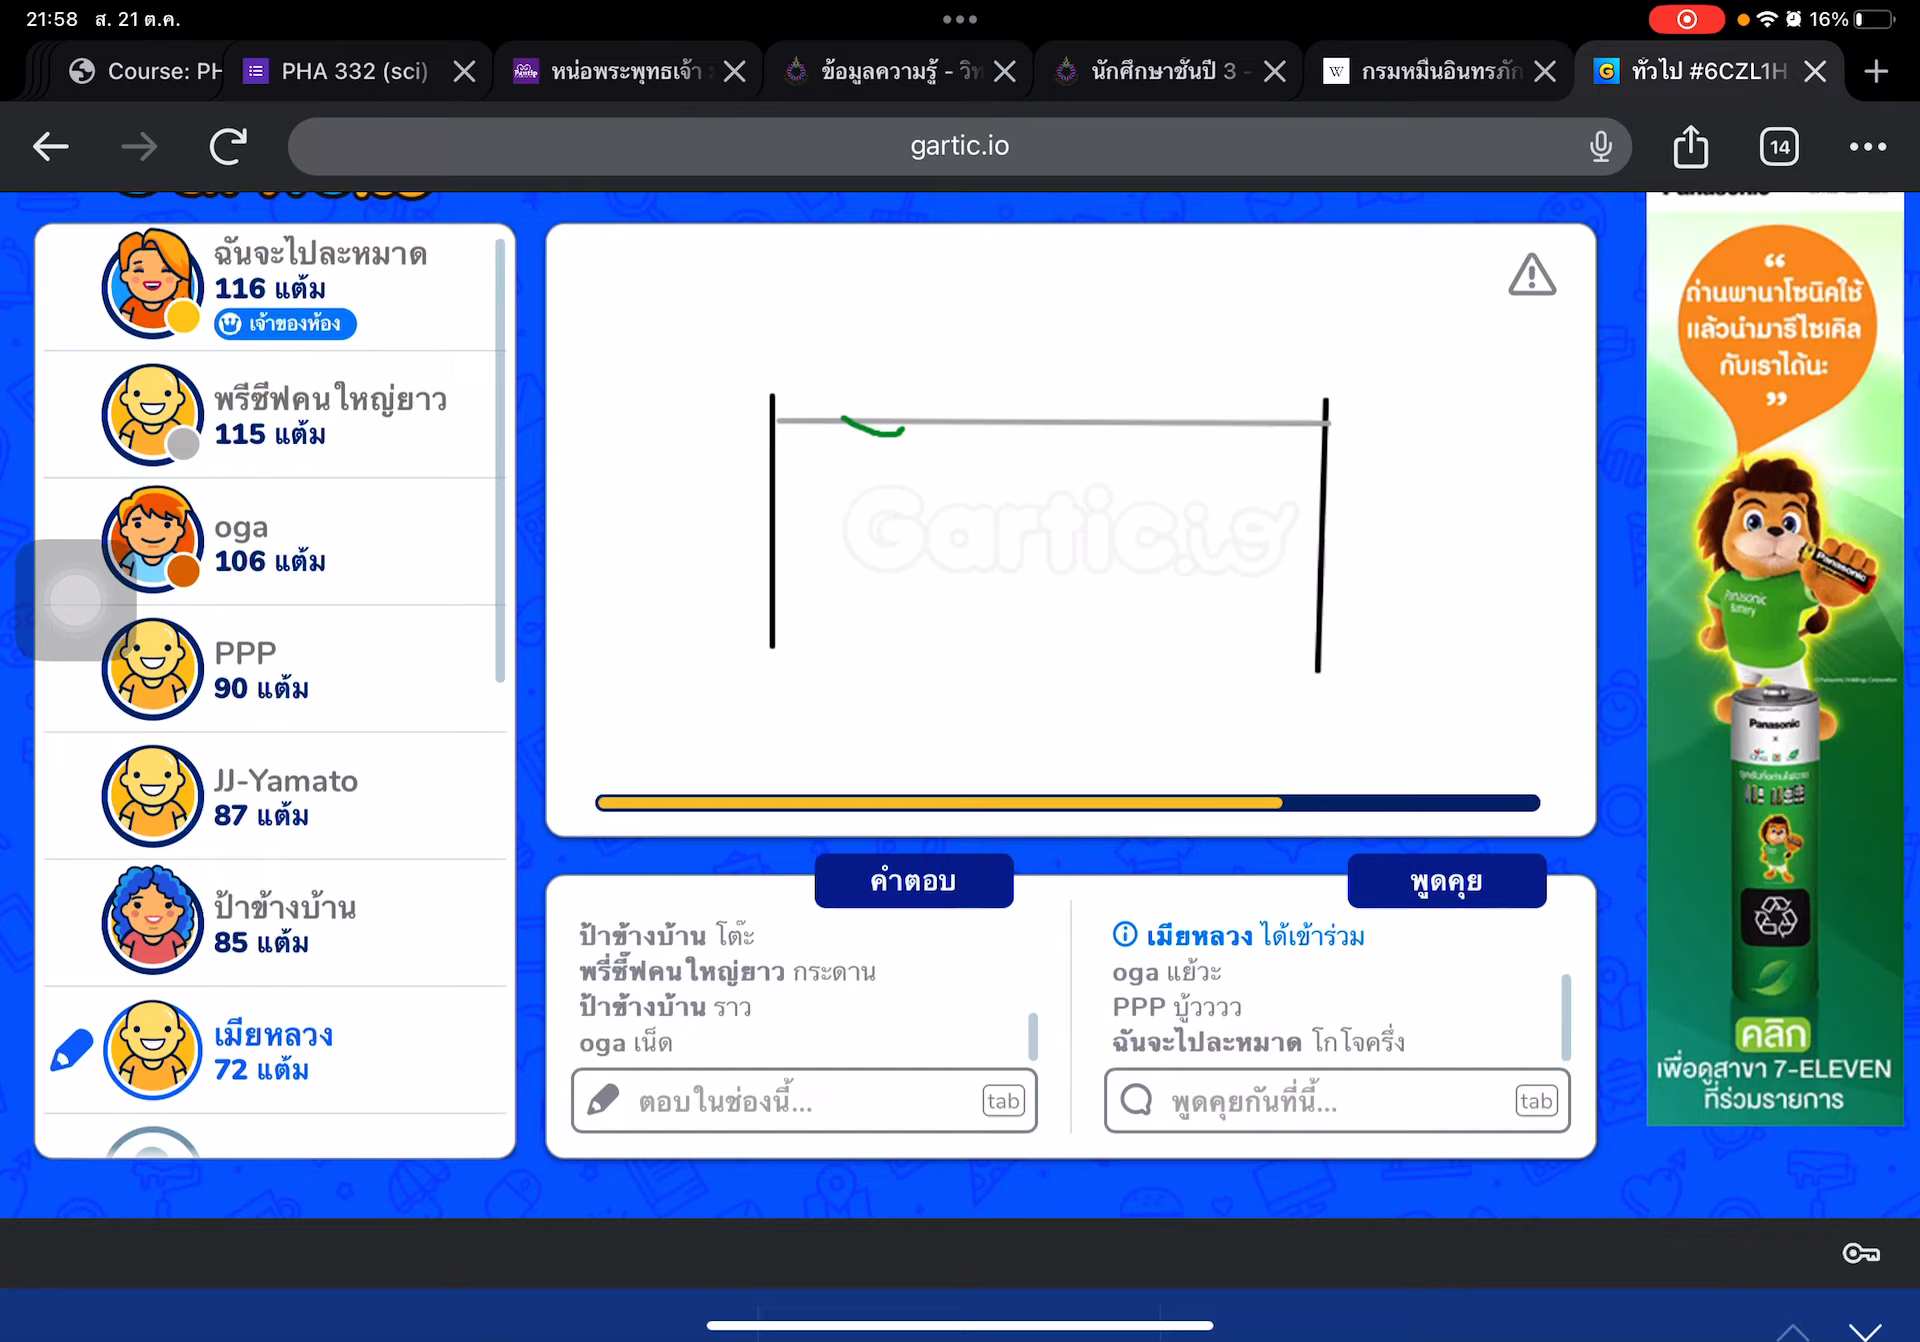 21:58 ส. 21 ต.ค.
16%
Course: PH
PHA 332 (sci)
หน่อพระพุทธเจ้า
ข้อมูลความรู้ - วิท
นักศึกษาชั้นปี 3 -
กรมหมื่นอินทรภัก
ทั่วไป #6CZL1H
gartic.io
14
ฉันจะไปละหมาด
116 แต้ม
เจ้าของห้อง
พรีซีฟคนใหญ่ยาว
115 แต้ม
oga
106 แต้ม
PPP
90 แต้ม
JJ-Yamato
87 แต้ม
ป้าข้างบ้าน
85 แต้ม
เมียหลวง
72 แต้ม
Gartic.io
คำตอบ
ป้าข้างบ้าน โต๊ะ
พรี่ซี๊ฟคนใหญ่ยาว กระดาน
ป้าข้างบ้าน ราว
oga เน็ด
ตอบในช่องนี้...
tab
พูดคุย
เมียหลวง ได้เข้าร่วม
oga แย้วะ
PPP บู้วววว
ฉันจะไปละหมาด โกโจครึ่ง
พูดคุยกันที่นี้...
tab
Panasonic
“
ถ่านพานาโซนิคใช้
แล้วนำมารีไซเคิล
กับเราได้นะ
”
Panasonic
Panasonic
Battery
Panasonic
x
คลิก
เพื่อดูสาขา 7-ELEVEN
ที่ร่วมรายการ